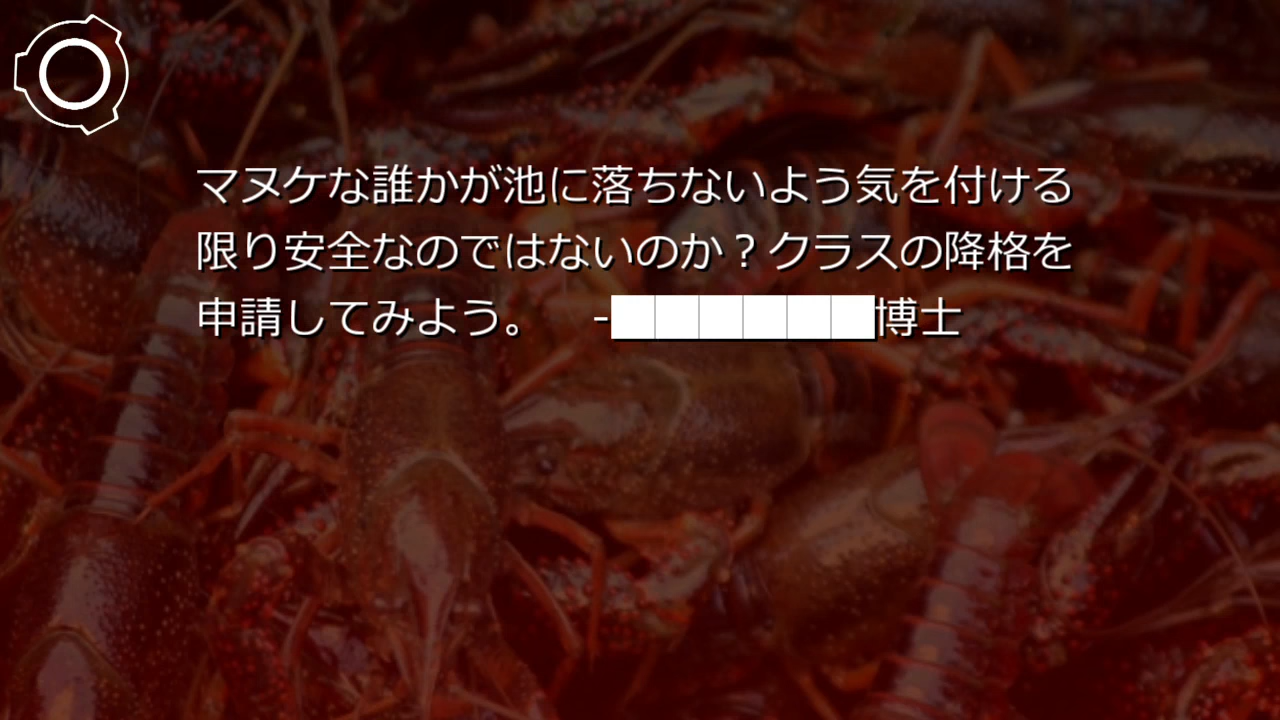 マヌケな誰かが池に落ちないよう気を付ける
限り安全なのではないのか？クラスの降格を
申請してみよう。　-██████博士